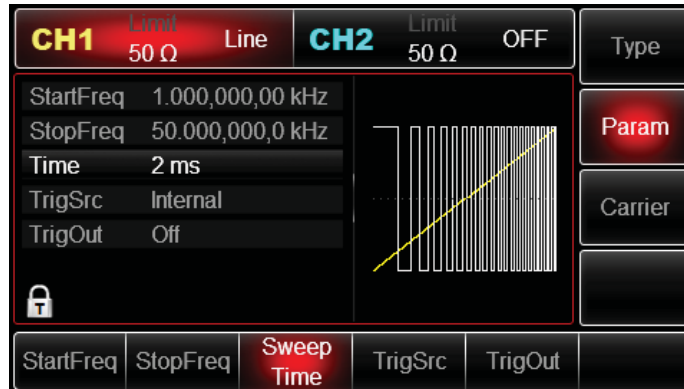 CH1 Limit 50 Ω Line CH2 Limit 50 Ω OFF
Type
StartFreq 1.000,000,00 kHz
StopFreq 50.000,000,0 kHz
Time 2 ms
TrigSrc Internal
TrigOut Off
Param
Carrier
T
StartFreq StopFreq Sweep Time TrigSrc TrigOut